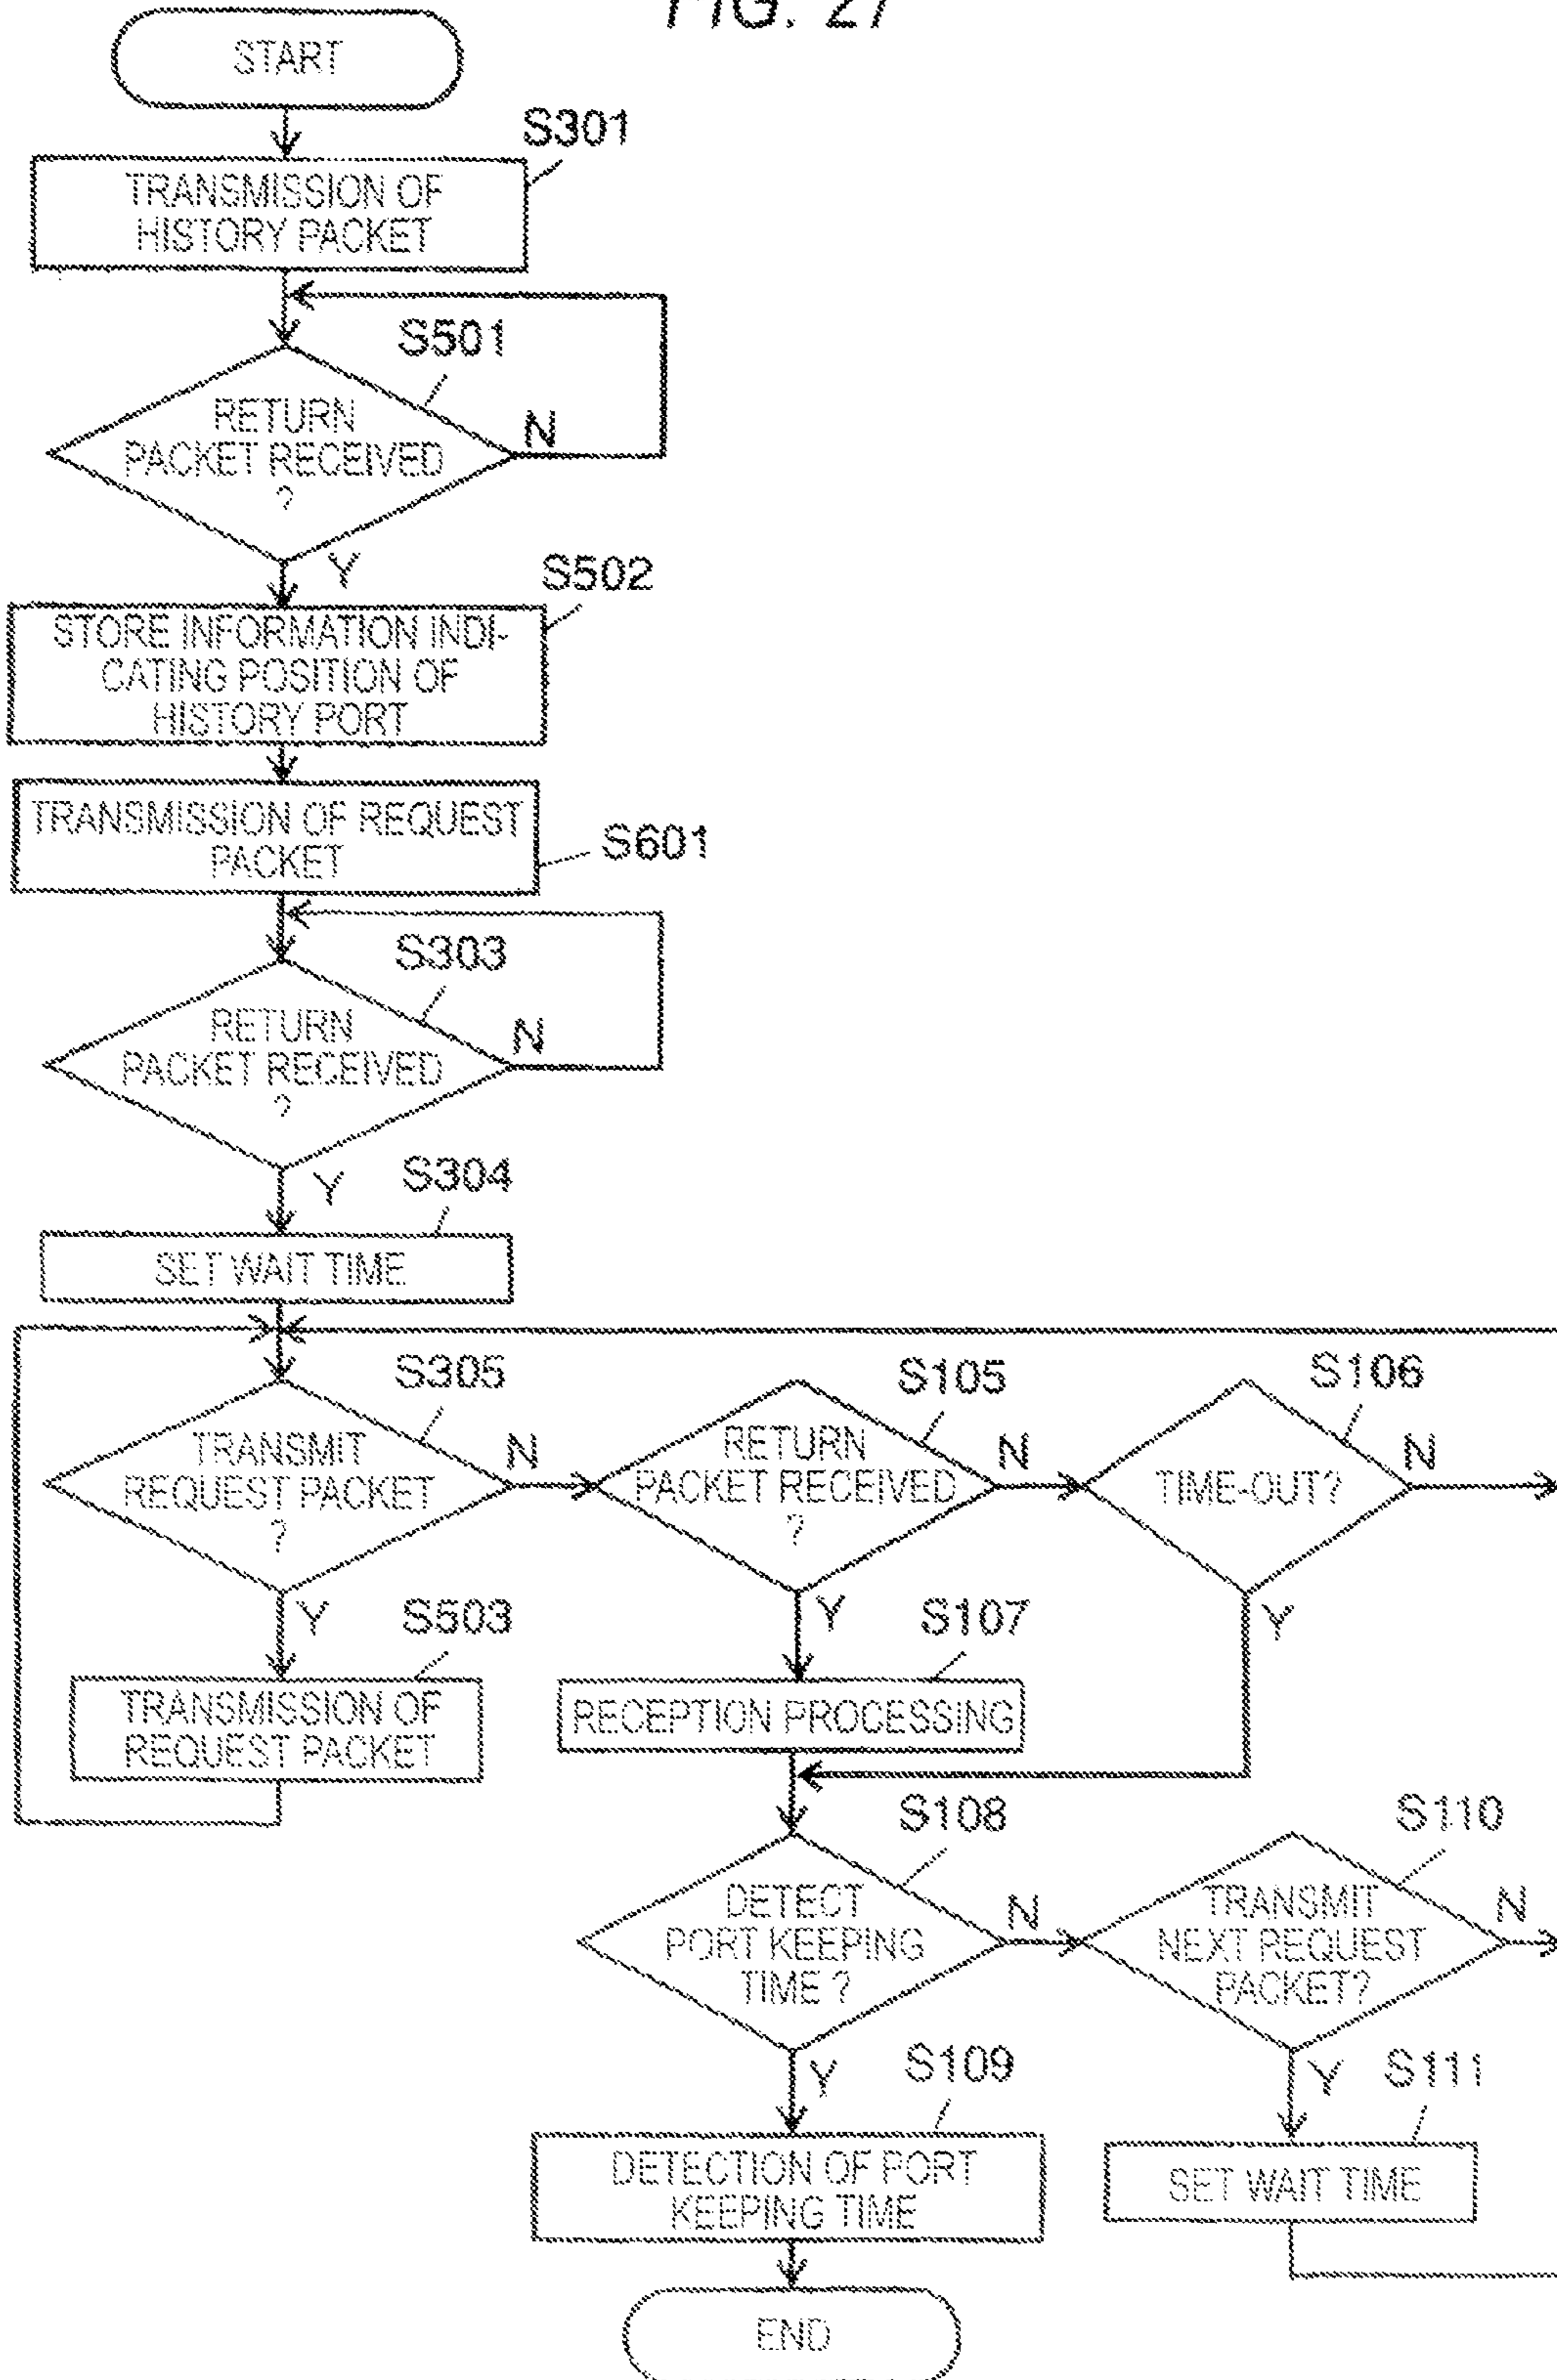 FIG. 27
START
S301
TRANSMISSION OF
HISTORY PACKET
S501
RETURN
PACKET RECEIVED
?
N
Y
S502
STORE INFORMATION INDI-
CATING POSITION OF
HISTORY PORT
TRANSMISSION OF REQUEST
PACKET
S601
S303
RETURN
PACKET RECEIVED
?
N
Y
S304
SET WAIT TIME
S305
TRANSMIT
REQUEST PACKET
?
N
Y
S105
RETURN
PACKET RECEIVED
?
N
Y
S106
TIME-OUT?
N
Y
S503
TRANSMISSION OF
REQUEST PACKET
S107
RECEPTION PROCESSING
S108
DETECT
PORT KEEPING
TIME ?
N
Y
S110
TRANSMIT
NEXT REQUEST
PACKET?
N
Y
S109
DETECTION OF PORT
KEEPING TIME
S111
SET WAIT TIME
END